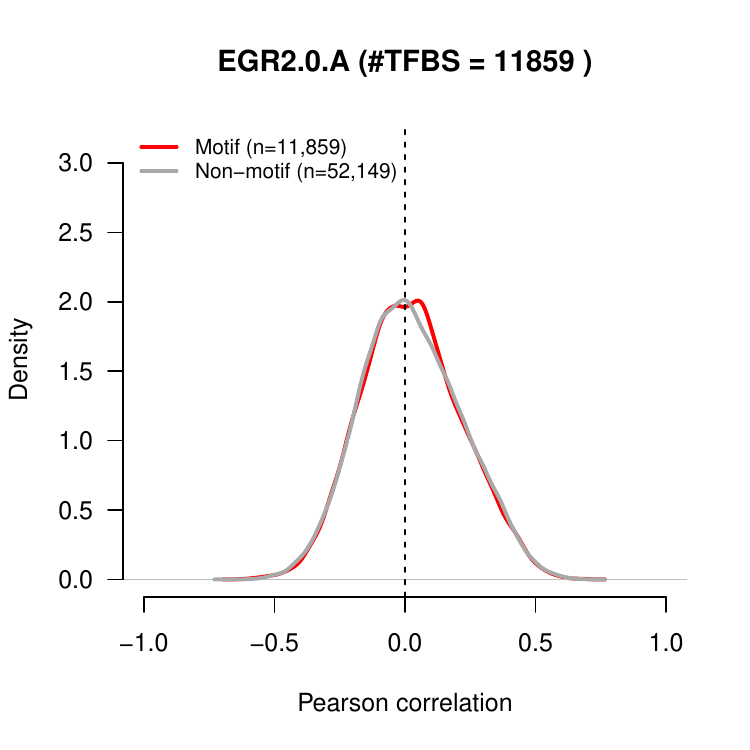 EGR2.0.A (#TFBS = 11859 )
Motif (n=11,859)
Non−motif (n=52,149)
3.0
2.5
2.0
1.5
1.0
0.5
0.0
Density
−1.0 −0.5 0.0 0.5 1.0
Pearson correlation